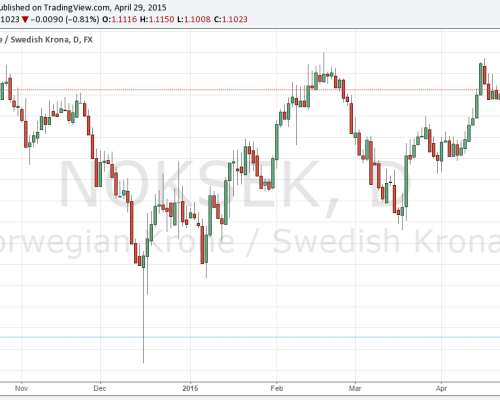 ublished on TradingView.com, April 29, 2015
.1023 ▼ −0.0090 (−0.81%) O:1.1116 H:1.1150 L:1.1008 C:1.1023
e / Swedish Krona, D, FX
NOKSEK, D
orwegian Krone / Swedish Krona
Nov Dec 2015 Feb Mar Apr